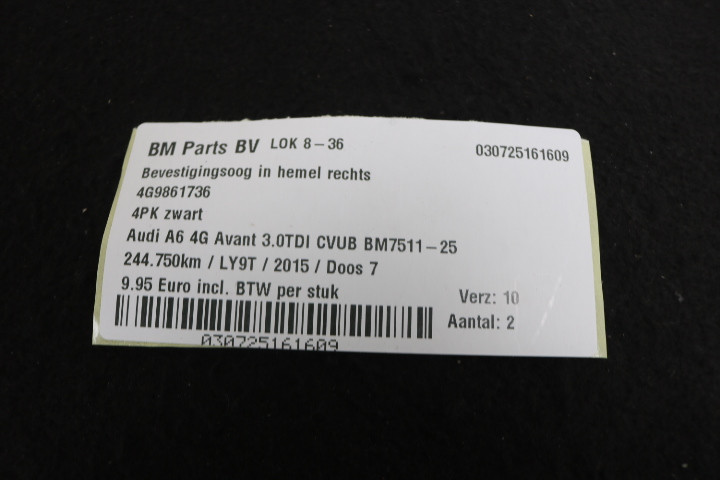 BM Parts BV LOK 8-36 030725161609
Bevestigingsoog in hemel rechts
4G9861736
4PK zwart
Audi A6 4G Avant 3.0TDI CVUB BM7511-25
244.750km / LY9T / 2015 / Doos 7
9.95 Euro incl. BTW per stuk
Verz: 10
Aantal: 2
030725161609